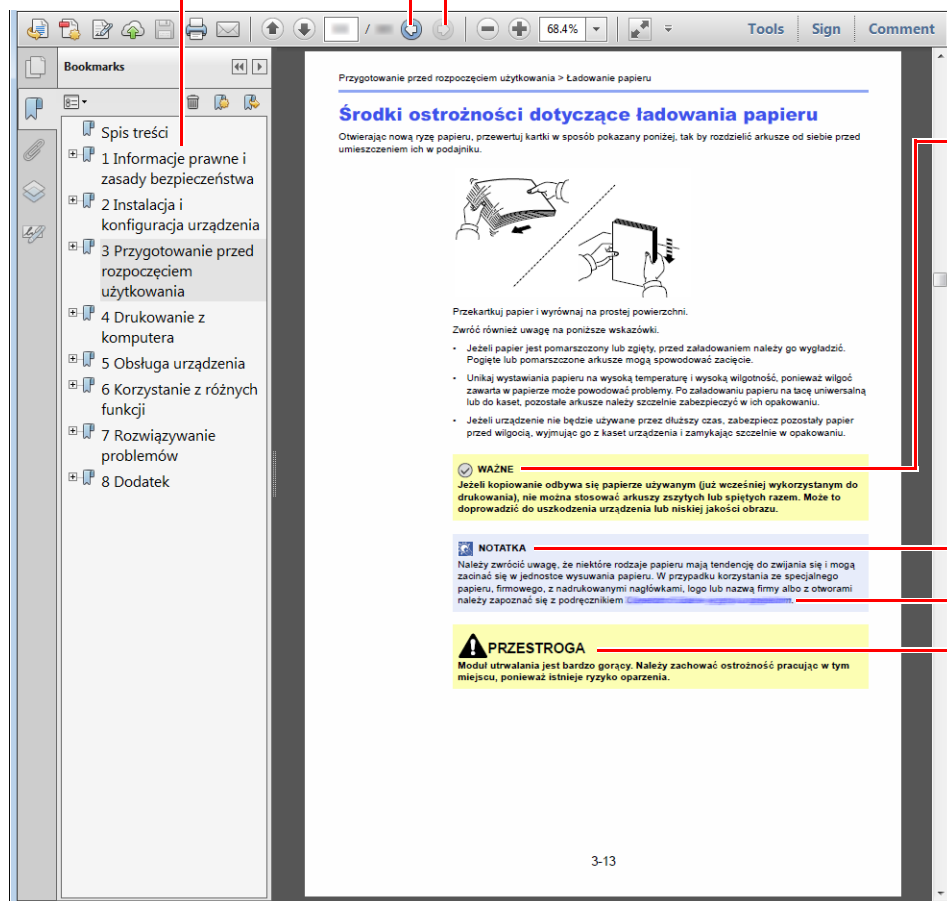 /
68.4%
Tools
Sign
Comment
Bookmarks
Spis treści
1 Informacje prawne i
zasady bezpieczeństwa
2 Instalacja i
konfiguracja urządzenia
3 Przygotowanie przed
rozpoczęciem
użytkowania
4 Drukowanie z
komputera
5 Obsługa urządzenia
6 Korzystanie z różnych
funkcji
7 Rozwiązywanie
problemów
8 Dodatek
Przygotowanie przed rozpoczęciem użytkowania > Ładowanie papieru
Środki ostrożności dotyczące ładowania papieru
Otwierając nową ryzę papieru, przewertuj kartki w sposób pokazany poniżej, tak by rozdzielić arkusze od siebie przed
umieszczeniem ich w podajniku.
Przekartkuj papier i wyrównaj na prostej powierzchni.
Zwróć również uwagę na poniższe wskazówki.
• Jeżeli papier jest pomarszczony lub zgięty, przed załadowaniem należy go wygładzić.
Pogięte lub pomarszczone arkusze mogą spowodować zacięcie.
• Unikaj wystawiania papieru na wysoką temperaturę i wysoką wilgotność, ponieważ wilgoć
zawarta w papierze może powodować problemy. Po załadowaniu papieru na tacę uniwersalną
lub do kaset, pozostałe arkusze należy szczelnie zabezpieczyć w ich opakowaniu.
• Jeżeli urządzenie nie będzie używane przez dłuższy czas, zabezpiecz pozostały papier
przed wilgocią, wyjmując go z kaset urządzenia i zamykając szczelnie w opakowaniu.
WAŻNE
Jeżeli kopiowanie odbywa się papierze używanym (już wcześniej wykorzystanym do
drukowania), nie można stosować arkuszy zszytych lub spiętych razem. Może to
doprowadzić do uszkodzenia urządzenia lub niskiej jakości obrazu.
NOTATKA
Należy zwrócić uwagę, że niektóre rodzaje papieru mają tendencję do zwijania się i mogą
zacinać się w jednostce wysuwania papieru. W przypadku korzystania ze specjalnego
papieru, firmowego, z nadrukowanymi nagłówkami, logo lub nazwą firmy albo z otworami
należy zapoznać się z podręcznikiem
PRZESTROGA
Moduł utrwalania jest bardzo gorący. Należy zachować ostrożność pracując w tym
miejscu, ponieważ istnieje ryzyko oparzenia.
3-13